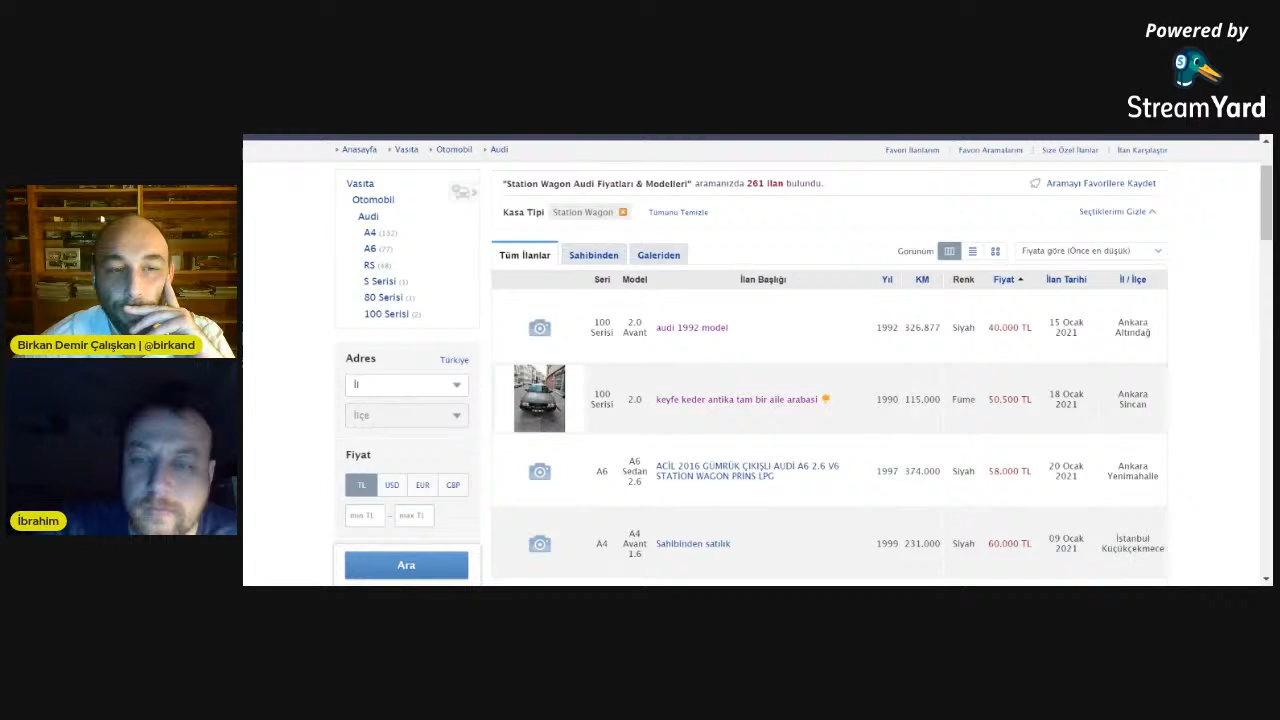 Powered by
StreamYard
Anasayfa Vasıta Otomobil Audi
Favori İlanlarım Favori Aramalarım Size Özel İlanlar İlan Karşılaştır
Vasıta
Otomobil
Audi
A4 (132)
A6 (77)
RS (48)
S Serisi (1)
80 Serisi (1)
100 Serisi (2)
"Station Wagon Audi Fiyatları & Modelleri" aramanızda 261 ilan bulundu.
Aramayı Favorilere Kaydet
Kasa Tipi Station Wagon Tümünü Temizle
Seçtiklerimi Gizle
Tüm İlanlar Sahibinden Galeriden
Görünüm Fiyata göre (Önce en düşük)
Seri Model İlan Başlığı Yıl KM Renk Fiyat İlan Tarihi İl / İlçe
100 Serisi 2.0 Avant audi 1992 model 1992 326.877 Siyah 40.000 TL 15 Ocak 2021 Ankara Altındağ
100 Serisi 2.0 keyfe keder antika tam bir aile arabasi 1990 115.000 Füme 50.500 TL 18 Ocak 2021 Ankara Sincan
A6 A6 Sedan 2.6 ACİL 2016 GÜMRÜK ÇIKIŞLI AUDİ A6 2.6 V6 STATION WAGON PRİNS LPG 1997 374.000 Siyah 58.000 TL 20 Ocak 2021 Ankara Yenimahalle
A4 A4 Avant 1.6 Sahibinden satılık 1999 231.000 Siyah 60.000 TL 09 Ocak 2021 İstanbul Küçükçekmece
Adres Türkiye
İl
İlçe
Fiyat
TL USD EUR GBP
min TL - max TL
Ara
Birkan Demir Çalışkan | @birkand
İbrahim